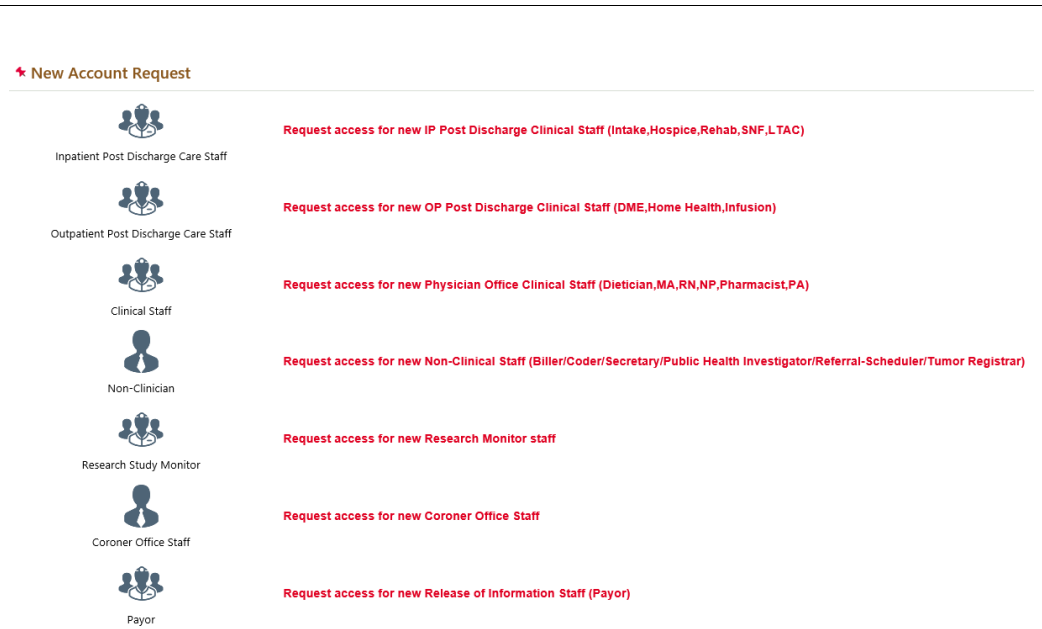 New Account Request
Request access for new IP Post Discharge Clinical Staff (Intake,Hospice,Rehab,SNF,LTAC)
Inpatient Post Discharge Care Staff
Request access for new OP Post Discharge Clinical Staff (DME,Home Health,Infusion)
Outpatient Post Discharge Care Staff
Request access for new Physician Office Clinical Staff (Dietician,MA,RN,NP,Pharmacist,PA)
Clinical Staff
Request access for new Non-Clinical Staff (Biller/Coder/Secretary/Public Health Investigator/Referral-Scheduler/Tumor Registrar)
Non-Clinician
Request access for new Research Monitor staff
Research Study Monitor
Request access for new Coroner Office Staff
Coroner Office Staff
Request access for new Release of Information Staff (Payor)
Payor